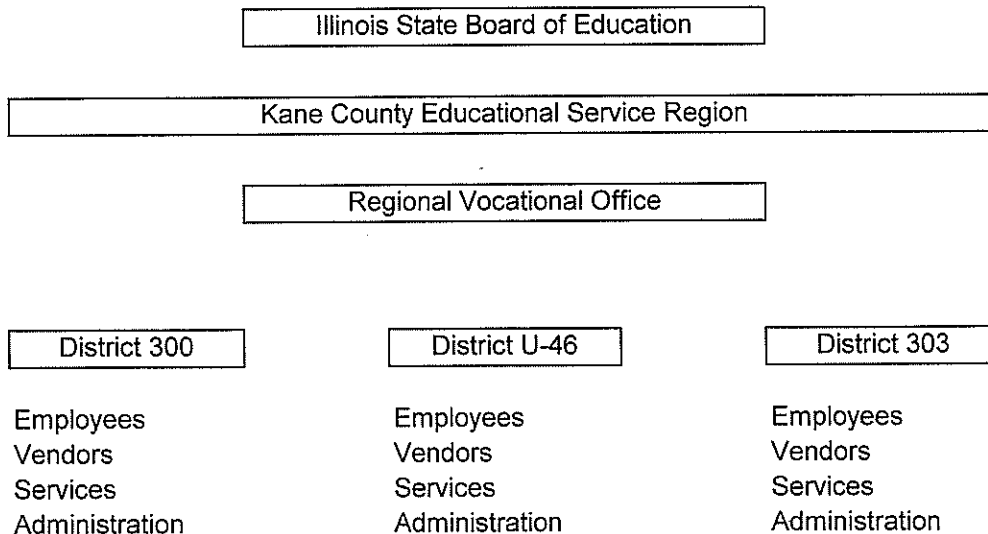 Illinois State Board of Education
Kane County Educational Service Region
Regional Vocational Office
District 300 District U-46 District 303
Employees Employees Employees
Vendors Vendors Vendors
Services Services Services
Administration Administration Administration